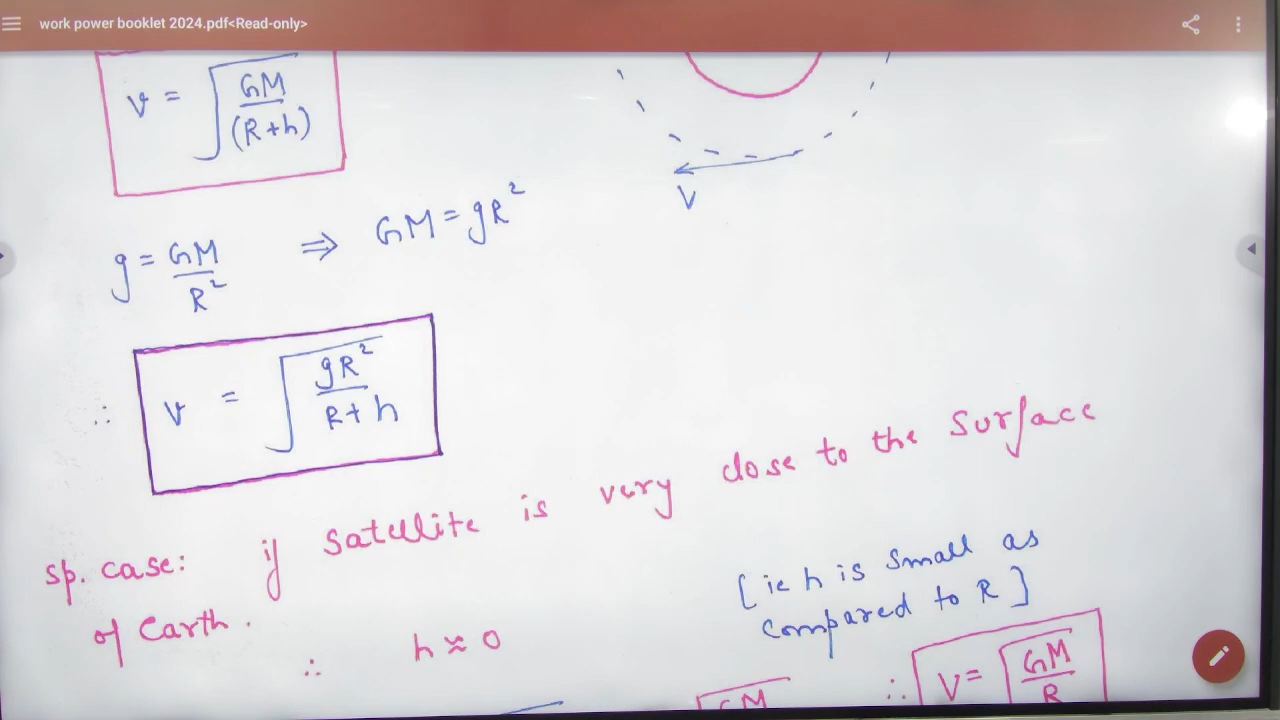 work power booklet 2024.pdf<Read-only>
v = √GM/(R+h)
V
g = GM/R² ⇒ GM = gR²
∴ v = √gR²/R+h
sp. case: if satellite is very close to the surface
of Earth.
[ie h is small as
compared to R]
∴ h ≈ 0
GM
∴ V = √GM/R